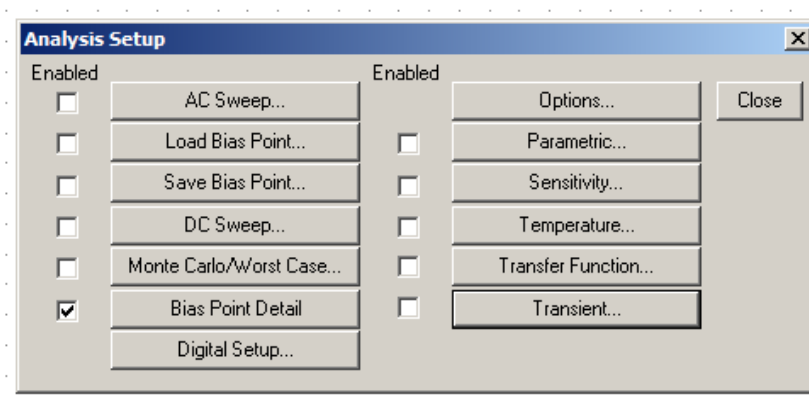 Analysis Setup
Enabled
Enabled
AC Sweep...
Options...
Close
Load Bias Point...
Parametric...
Save Bias Point...
Sensitivity...
DC Sweep...
Temperature...
Monte Carlo/Worst Case...
Transfer Function...
Bias Point Detail
Transient...
Digital Setup...